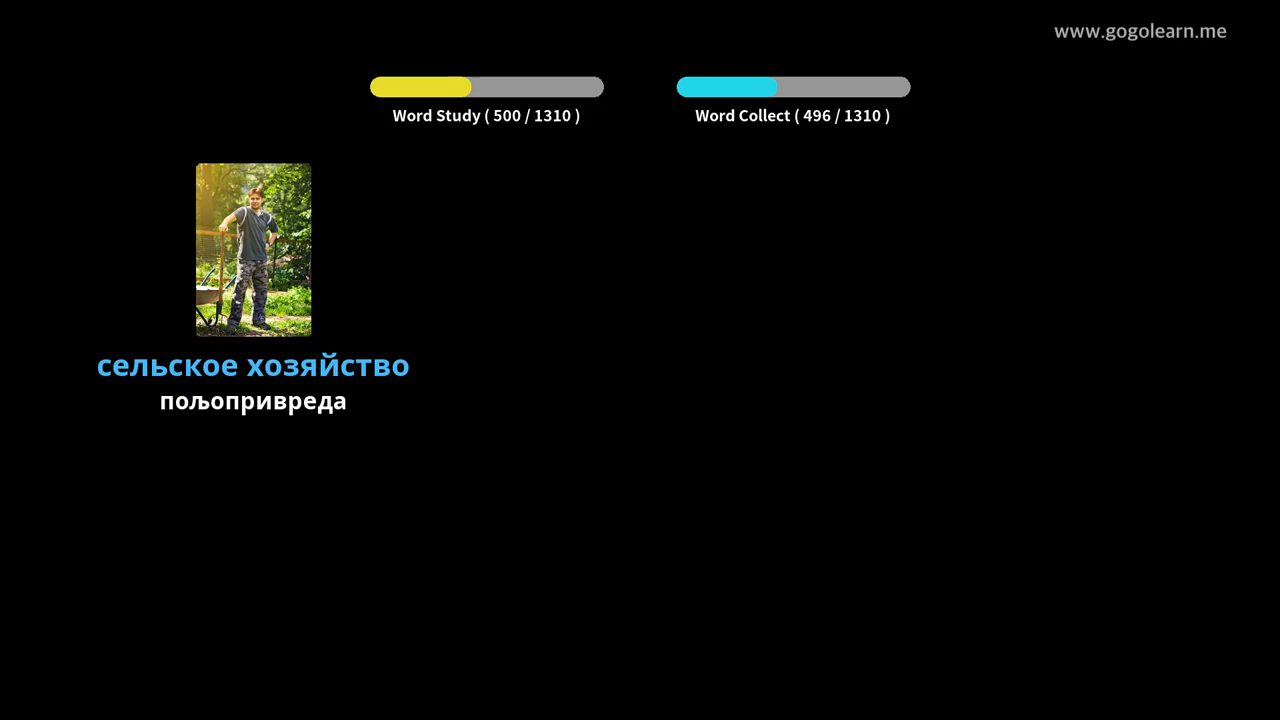 www.gogolearn.me
Word Study ( 500 / 1310 )
Word Collect ( 496 / 1310 )
сельское хозяйство
пољопривреда